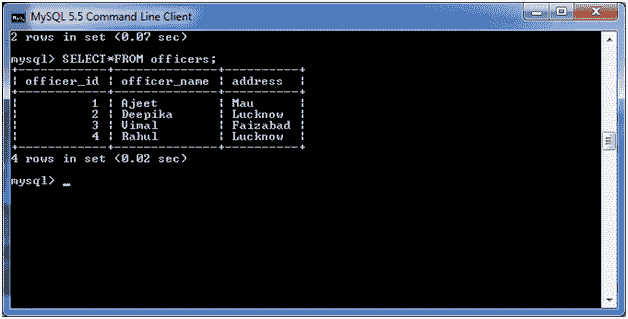 MySQL 5.5 Command Line Client
2 rows in set (0.07 sec)
mysql> SELECT*FROM officers;
+------------+--------------+-----------+
| officer_id | officer_name | address   |
+------------+--------------+-----------+
|          1 | Ajeet        | Mau       |
|          2 | Deepika      | Lucknow   |
|          3 | Vimal        | Faizabad  |
|          4 | Rahul        | Lucknow   |
+------------+--------------+-----------+
4 rows in set (0.02 sec)
mysql> _